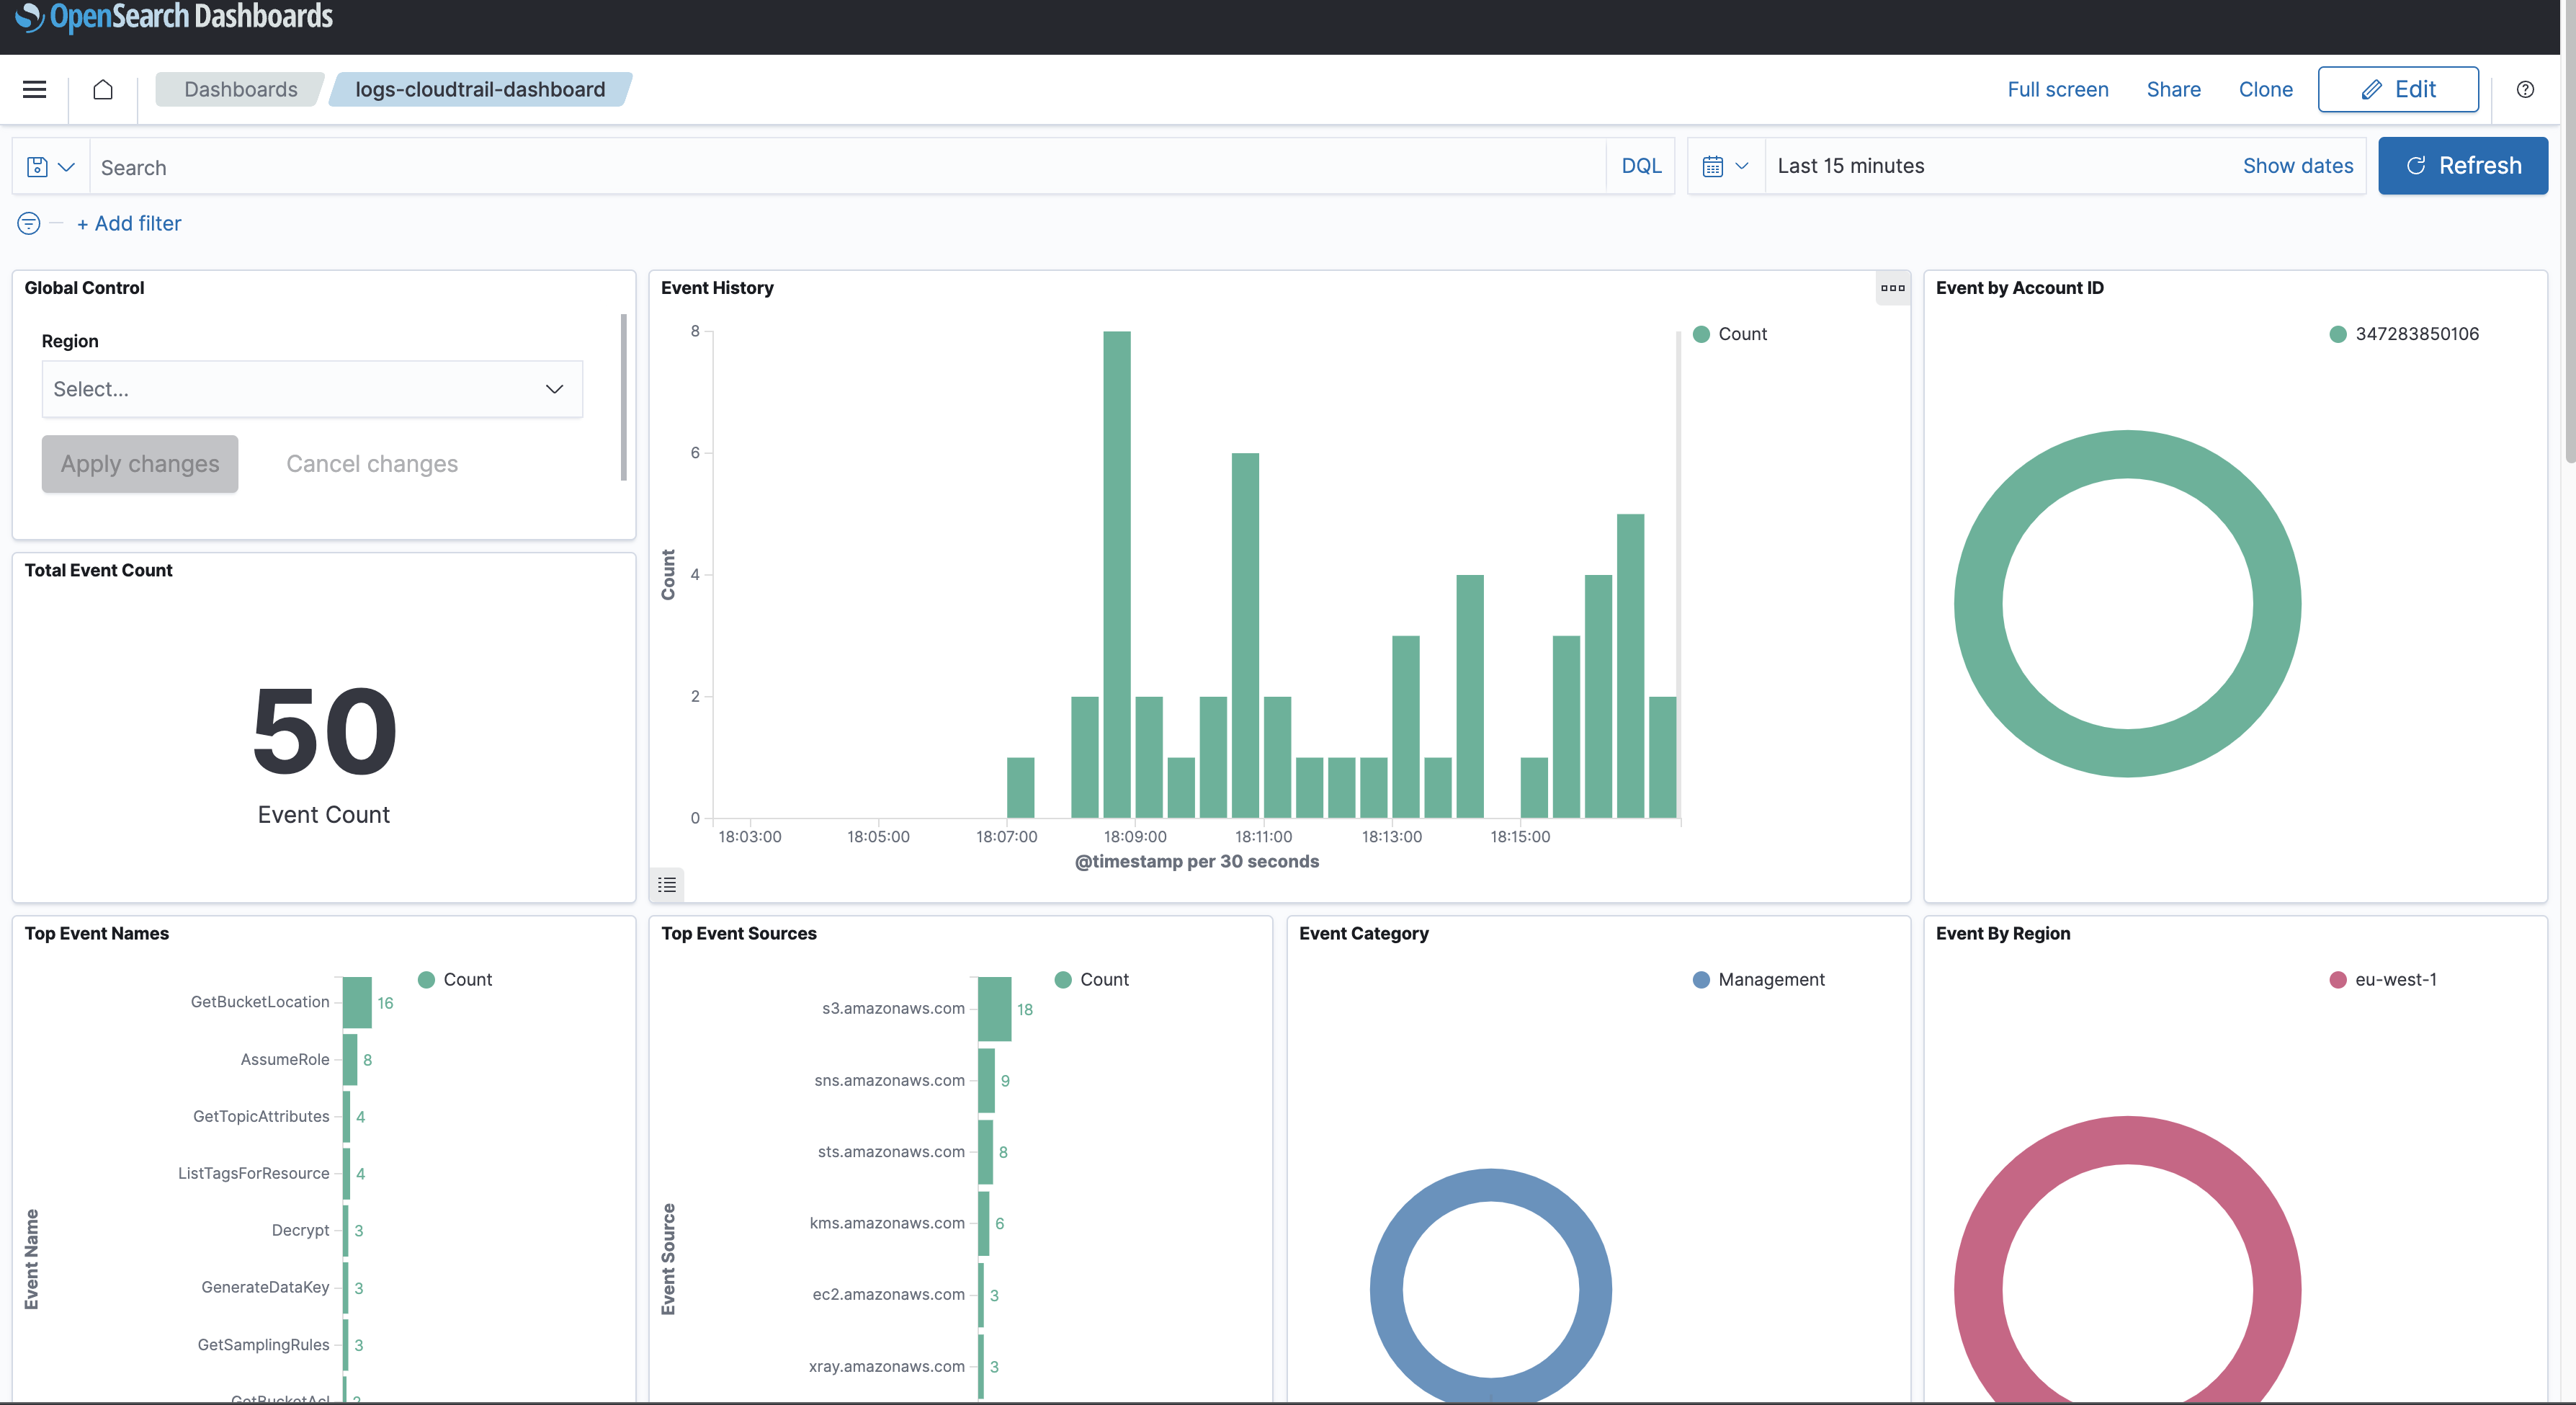 OpenSearch Dashboards
Dashboards
logs-cloudtrail-dashboard
Full screen
Share
Clone
Edit
Search
DQL
Last 15 minutes
Show dates
Refresh
+ Add filter
Global Control
Region
Select...
Apply changes
Cancel changes
Total Event Count
50
Event Count
Event History
Count
8
6
4
2
0
Count
18:03:00
18:05:00
18:07:00
18:09:00
18:11:00
18:13:00
18:15:00
@timestamp per 30 seconds
Event by Account ID
347283850106
Top Event Names
Count
Event Name
GetBucketLocation 16
AssumeRole 8
GetTopicAttributes 4
ListTagsForResource 4
Decrypt 3
GenerateDataKey 3
GetSamplingRules 3
GetBucketAcl 2
Top Event Sources
Count
Event Source
s3.amazonaws.com 18
sns.amazonaws.com 9
sts.amazonaws.com 8
kms.amazonaws.com 6
ec2.amazonaws.com 3
xray.amazonaws.com 3
Event Category
Management
Event By Region
eu-west-1